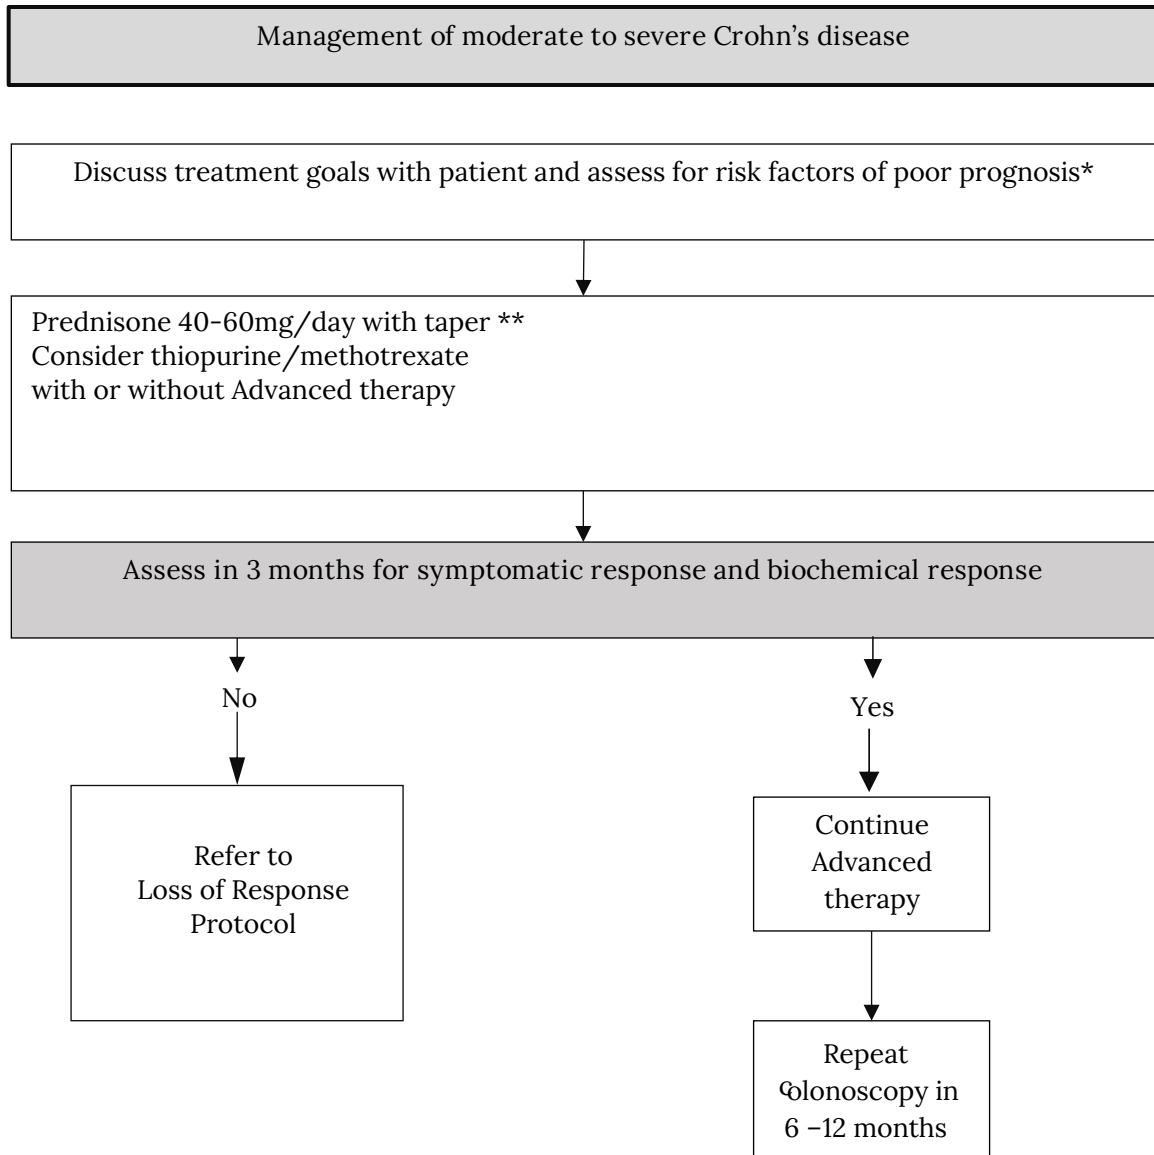 Management of moderate to severe Crohn’s disease
Discuss treatment goals with patient and assess for risk factors of poor prognosis*
Prednisone 40-60mg/day with taper **
Consider thiopurine/methotrexate
with or without Advanced therapy
Assess in 3 months for symptomatic response and biochemical response
No
Yes
Refer to
Loss of Response
Protocol
Continue
Advanced
therapy
Repeat
Colonoscopy in
6 –12 months